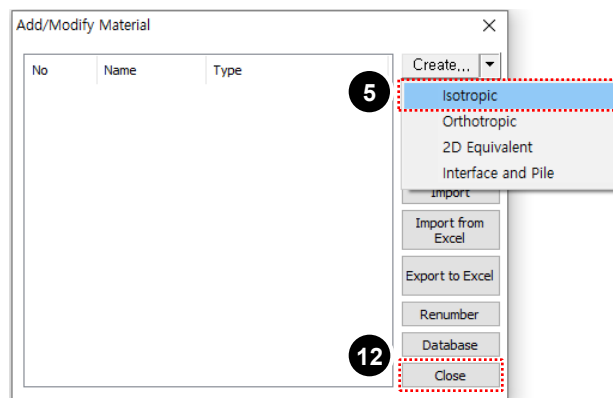 Add/Modify Material
No Name Type
Create...
5
Isotropic
Orthotropic
2D Equivalent
Interface and Pile
Import
Import from
Excel
Export to Excel
Renumber
Database
12
Close